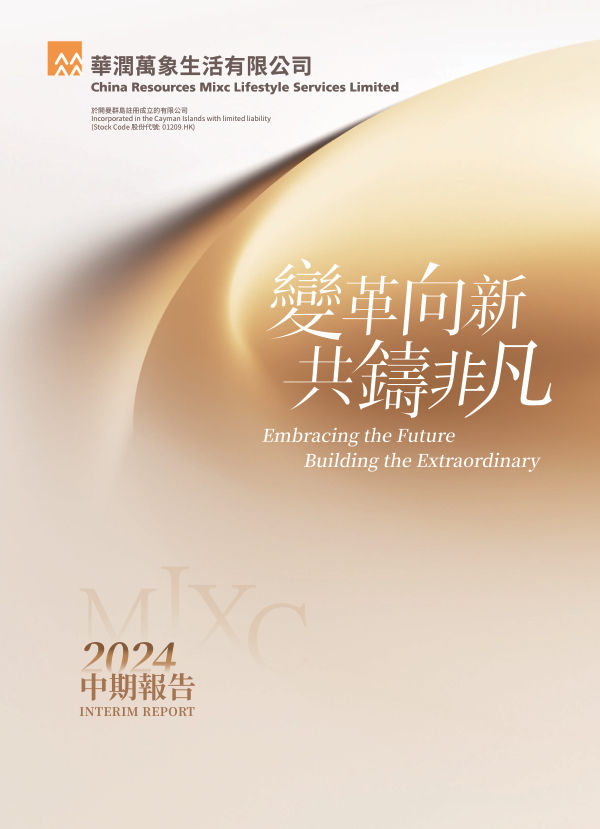 華潤萬象生活有限公司
China Resources Mixc Lifestyle Services Limited
於開曼群島註冊成立的有限公司
Incorporated in the Cayman Islands with limited liability
(Stock Code 股份代號: 01209.HK)
變革向新
共鑄非凡
Embracing the Future
Building the Extraordinary
MIXC
2024
中期報告
INTERIM REPORT